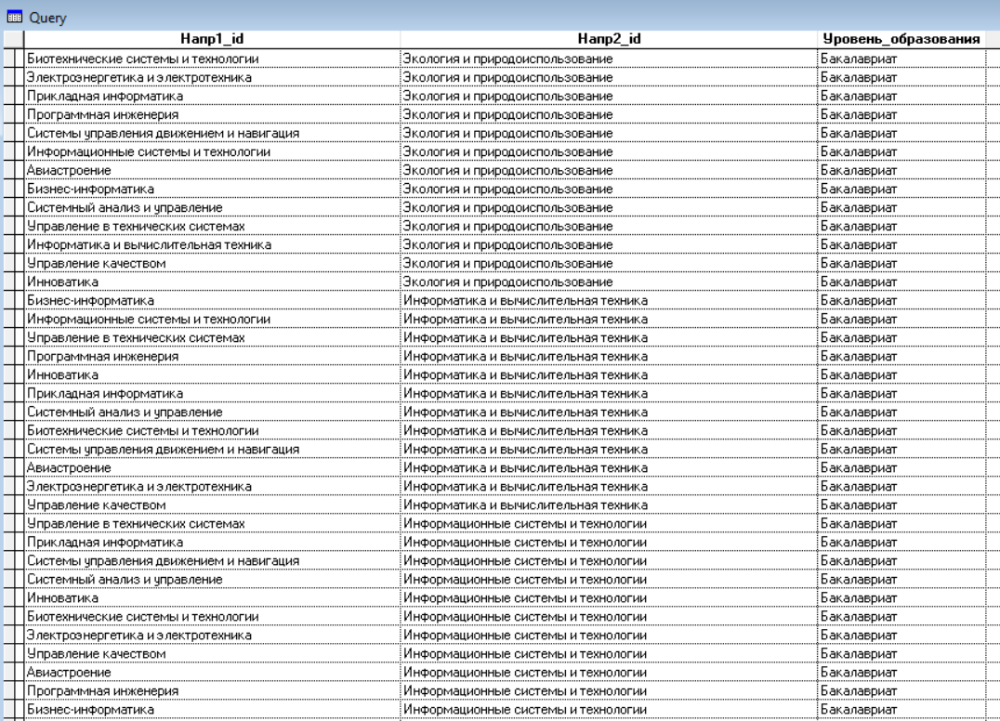 Query
Напр1_id Напр2_id Уровень_образования
Биотехнические системы и технологии Экология и природоиспользование Бакалавриат
Электроэнергетика и электротехника Экология и природоиспользование Бакалавриат
Прикладная информатика Экология и природоиспользование Бакалавриат
Программная инженерия Экология и природоиспользование Бакалавриат
Системы управления движением и навигация Экология и природоиспользование Бакалавриат
Информационные системы и технологии Экология и природоиспользование Бакалавриат
Авиастроение Экология и природоиспользование Бакалавриат
Бизнес-информатика Экология и природоиспользование Бакалавриат
Системный анализ и управление Экология и природоиспользование Бакалавриат
Управление в технических системах Экология и природоиспользование Бакалавриат
Информатика и вычислительная техника Экология и природоиспользование Бакалавриат
Управление качеством Экология и природоиспользование Бакалавриат
Инноватика Экология и природоиспользование Бакалавриат
Бизнес-информатика Информатика и вычислительная техника Бакалавриат
Информационные системы и технологии Информатика и вычислительная техника Бакалавриат
Управление в технических системах Информатика и вычислительная техника Бакалавриат
Программная инженерия Информатика и вычислительная техника Бакалавриат
Инноватика Информатика и вычислительная техника Бакалавриат
Прикладная информатика Информатика и вычислительная техника Бакалавриат
Системный анализ и управление Информатика и вычислительная техника Бакалавриат
Биотехнические системы и технологии Информатика и вычислительная техника Бакалавриат
Системы управления движением и навигация Информатика и вычислительная техника Бакалавриат
Авиастроение Информатика и вычислительная техника Бакалавриат
Электроэнергетика и электротехника Информатика и вычислительная техника Бакалавриат
Управление качеством Информатика и вычислительная техника Бакалавриат
Управление в технических системах Информационные системы и технологии Бакалавриат
Прикладная информатика Информационные системы и технологии Бакалавриат
Системы управления движением и навигация Информационные системы и технологии Бакалавриат
Системный анализ и управление Информационные системы и технологии Бакалавриат
Инноватика Информационные системы и технологии Бакалавриат
Биотехнические системы и технологии Информационные системы и технологии Бакалавриат
Электроэнергетика и электротехника Информационные системы и технологии Бакалавриат
Управление качеством Информационные системы и технологии Бакалавриат
Авиастроение Информационные системы и технологии Бакалавриат
Программная инженерия Информационные системы и технологии Бакалавриат
Бизнес-информатика Информационные системы и технологии Бакалавриат